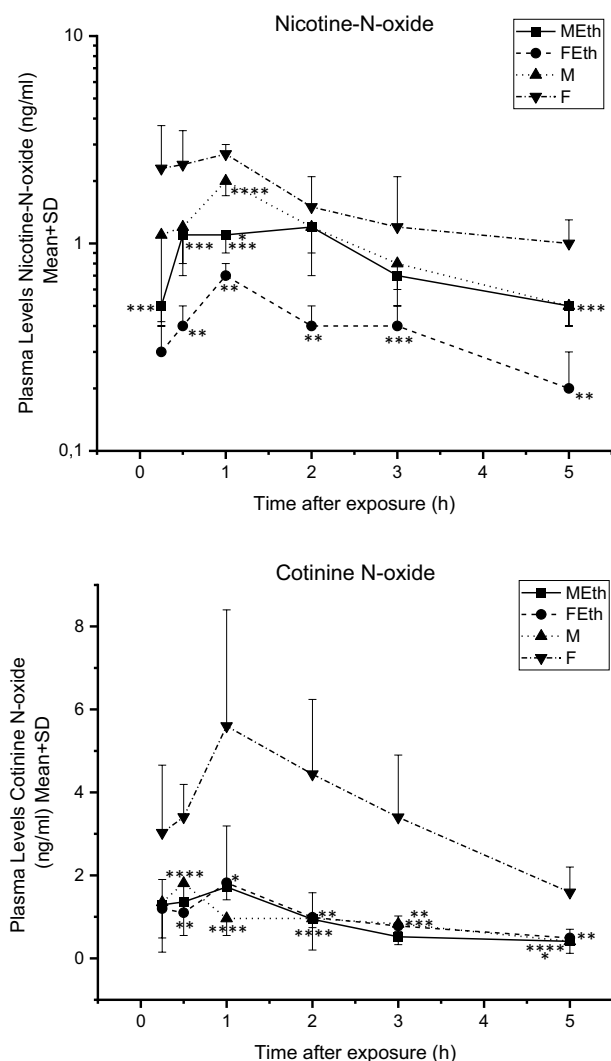 Nicotine-N-oxide
10
1
0,1
Plasma Levels Nicotine-N-oxide (ng/ml)
Mean+SD
MEth
FEth
M
F
****
***
***
*
***
**
***
**
**
***
**
0
1
2
3
4
5
Time after exposure (h)
Cotinine N-oxide
8
6
4
2
0
Plasma Levels Cotinine N-oxide
(ng/ml) Mean+SD
MEth
FEth
M
F
****
*
**
****
**
****
**
***
**
****
*
0
1
2
3
4
5
Time after exposure (h)